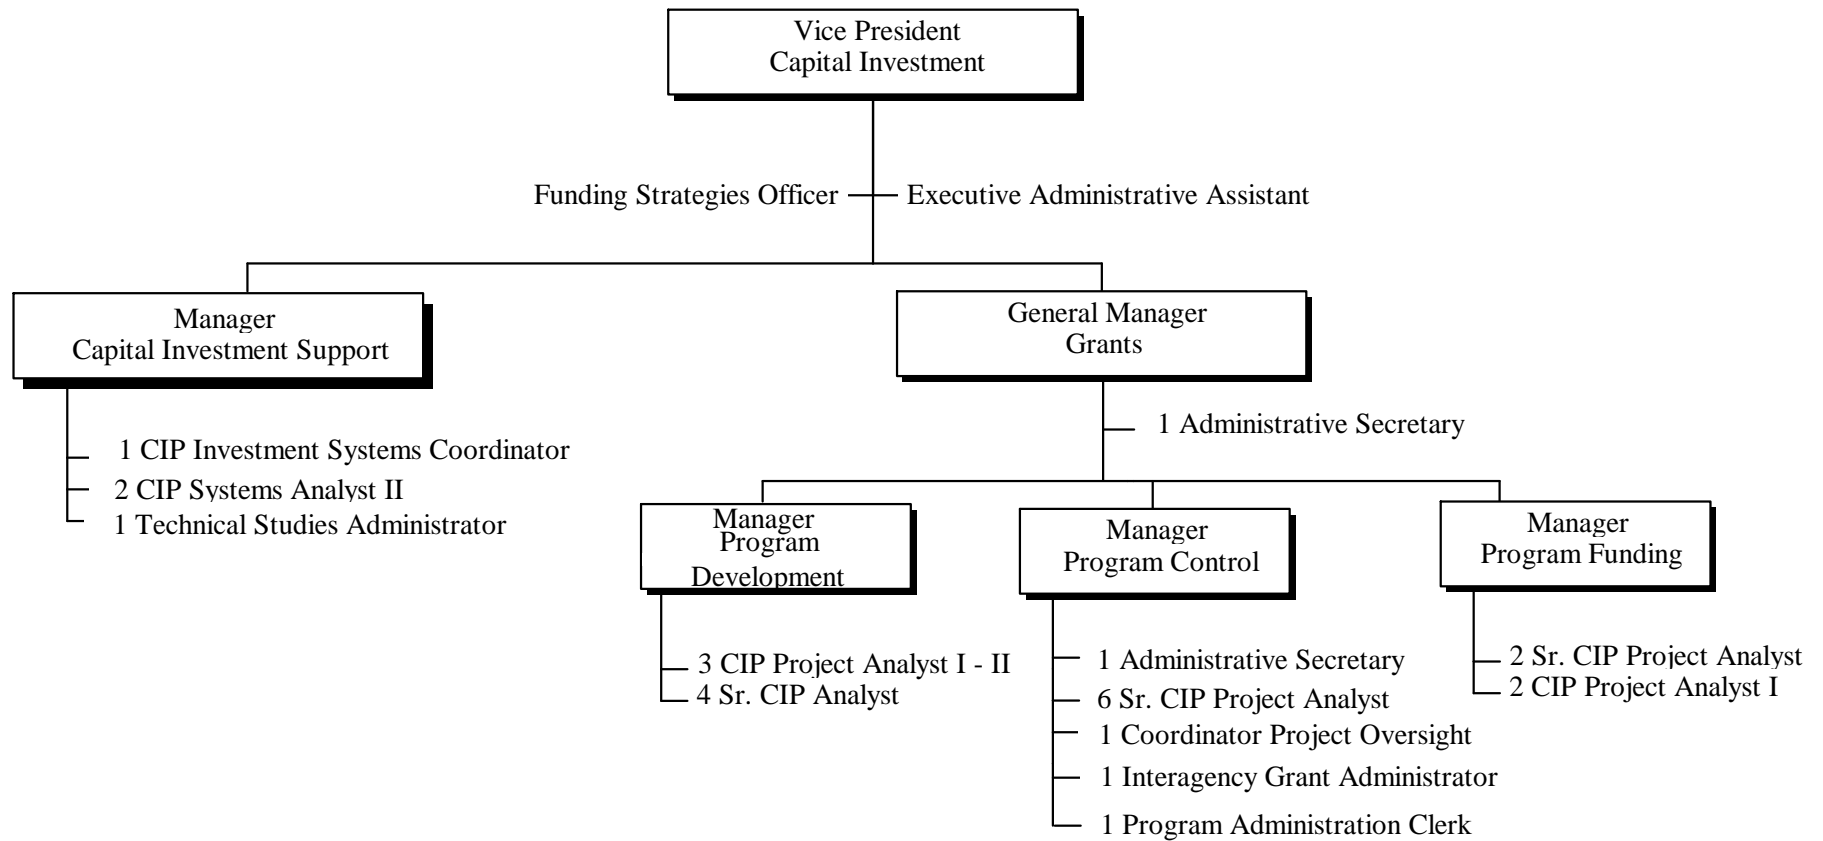 Vice President
Capital Investment
Funding Strategies Officer
Executive Administrative Assistant
Manager
Capital Investment Support
General Manager
Grants
1 CIP Investment Systems Coordinator
2 CIP Systems Analyst II
1 Technical Studies Administrator
1 Administrative Secretary
Manager
Program
Development
Manager
Program Control
Manager
Program Funding
3 CIP Project Analyst I - II
4 Sr. CIP Analyst
1 Administrative Secretary
6 Sr. CIP Project Analyst
1 Coordinator Project Oversight
1 Interagency Grant Administrator
1 Program Administration Clerk
2 Sr. CIP Project Analyst
2 CIP Project Analyst I